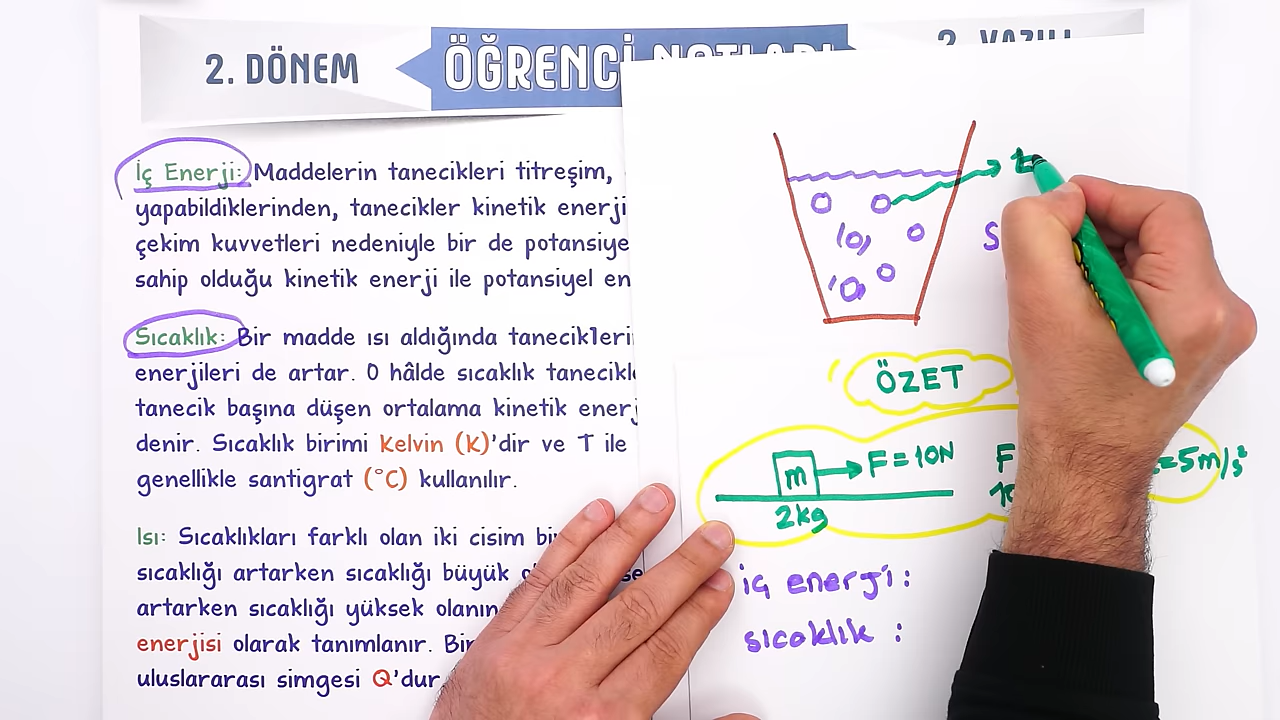 2. DÖNEM
ÖĞRENCİ NOTLARI
2. YAZILI
İç Enerji: Maddelerin tanecikleri titreşim,
yapabildiklerinden, tanecikler kinetik enerji
çekim kuvvetleri nedeniyle bir de potansiye
sahip olduğu kinetik enerji ile potansiyel en
Sıcaklık: Bir madde ısı aldığında taneciklerin
enerjileri de artar. O hâlde sıcaklık tanecikle
tanecik başına düşen ortalama kinetik enerj
denir. Sıcaklık birimi Kelvin (K)'dir ve T ile
genellikle santigrat (°C) kullanılır.
Isı: Sıcaklıkları farklı olan iki cisim bir
sıcaklığı artarken sıcaklığı büyük
artarken sıcaklığı yüksek olanın
enerjisi olarak tanımlanır. Bir
uluslararası simgesi Q'dur
t
S
ÖZET
m
F = 10N
2kg
F
10
=5m/s²
iç enerji:
sıcaklık :